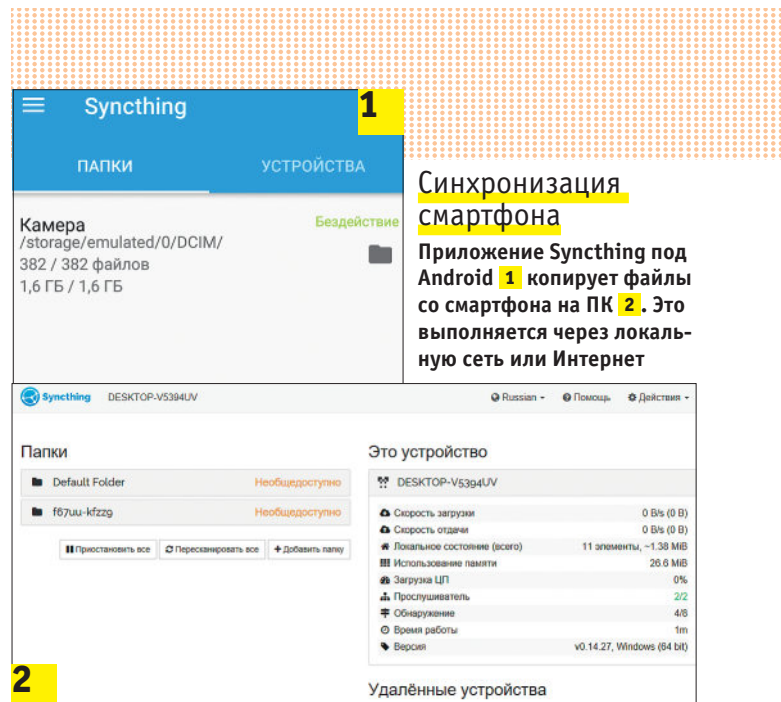 Syncthing
1
ПАПКИ
УСТРОЙСТВА
Камера
Бездействие
/storage/emulated/0/DCIM/
382 / 382 файлов
1,6 ГБ / 1,6 ГБ
Синхронизация
смартфона
Приложение Syncthing под
Android 1 копирует файлы
со смартфона на ПК 2. Это
выполняется через локаль-
ную сеть или Интернет
Syncthing DESKTOP-V5394UV Russian Помощь Действия
Папки
Default Folder Необщедоступно
f67uu-kfzzg Необщедоступно
Приостановить все Пересканировать все Добавить папку
Это устройство
DESKTOP-V5394UV
Скорость загрузки 0 B/s (0 B)
Скорость отдачи 0 B/s (0 B)
Локальное состояние (всего) 11 элементы, ~1.38 MiB
Использование памяти 26.6 MiB
Загрузка ЦП 0%
Прослушиватель 2/2
Обнаружение 4/6
Время работы 1m
Версия v0.14.27, Windows (64 bit)
2
Удалённые устройства